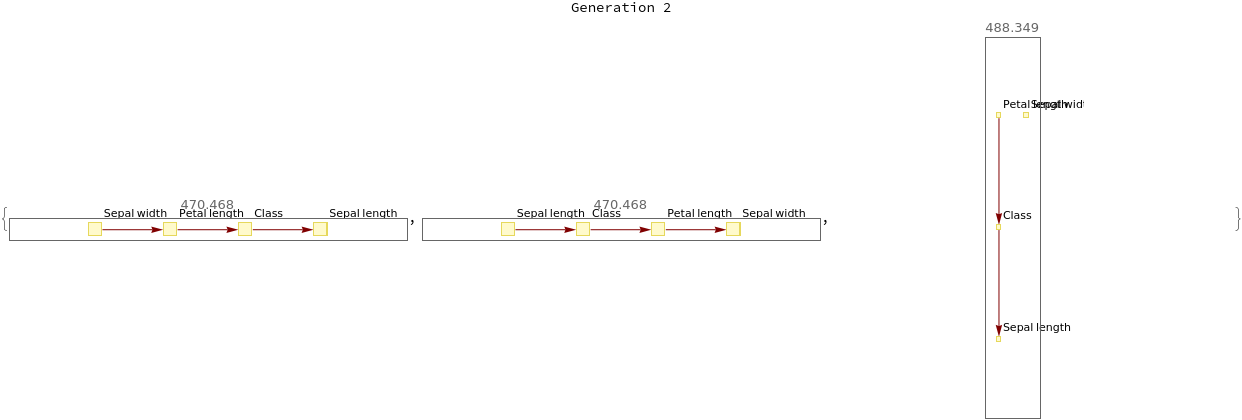 Generation 2
488.349
Petal length
Sepal width
470.468
Sepal width Petal length Class Sepal length
,
470.468
Sepal length Class Petal length Sepal width
,
Class
Sepal length
{ }